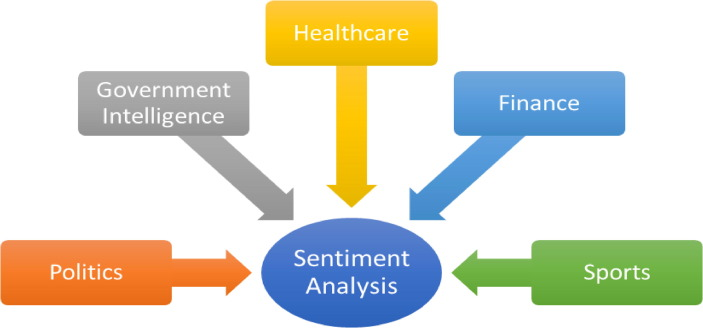 Healthcare
Government
Intelligence
Finance
Politics
Sentiment
Analysis
Sports